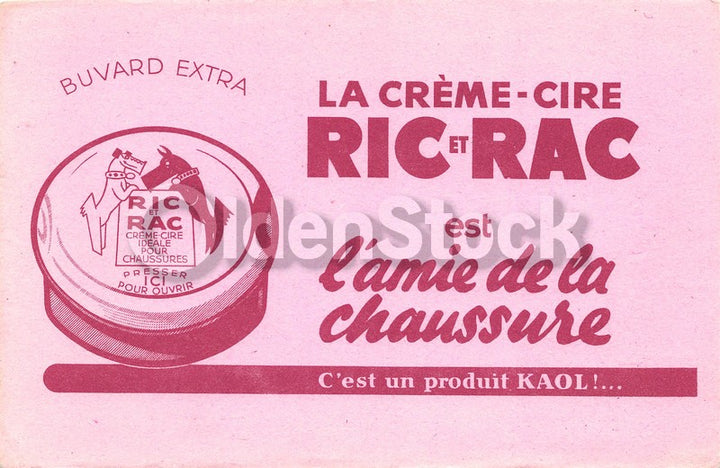 BUVARD EXTRA
LA CRÈME-CIRE
RIC ET RAC
est
l'amie de la
chaussure
C'est un produit KAOL!...
RIC
ET
RAC
CRÈME-CIRE
IDÉALE
POUR
CHAUSSURES
PRESSER
ICI
POUR OUVRIR
OldenStock